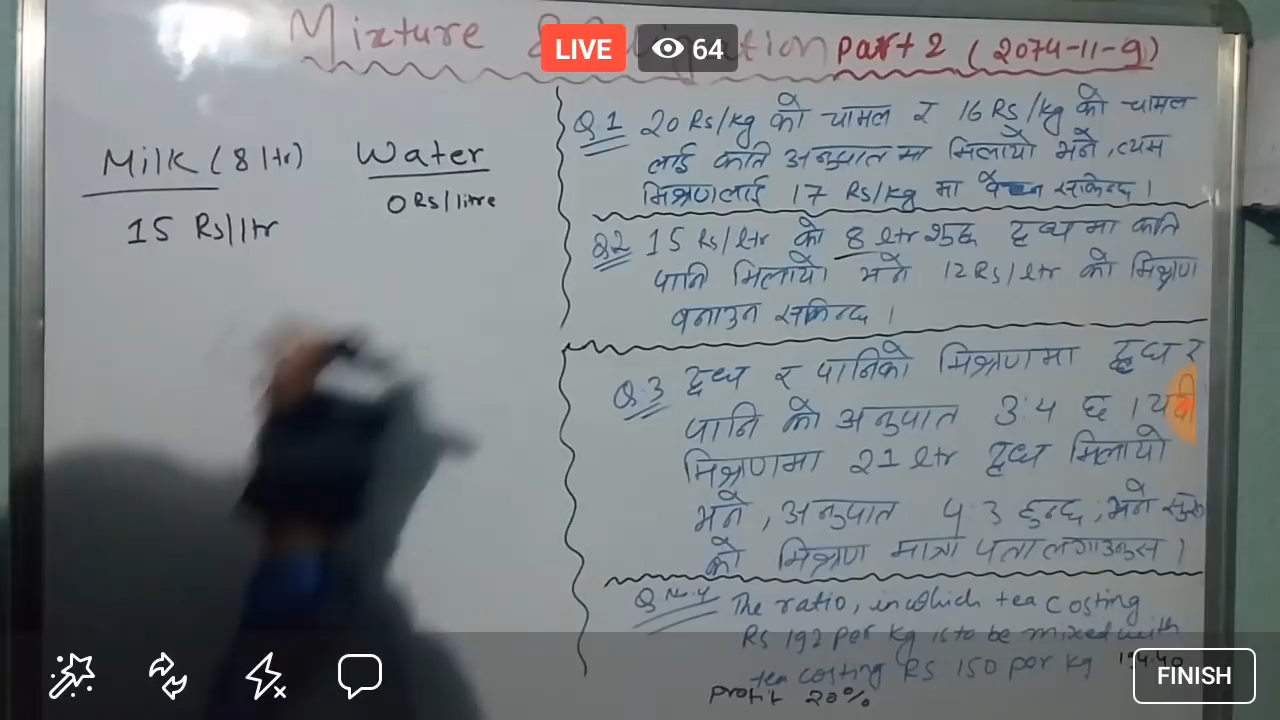 Mixture & Alligation Part 2 (2074-11-9)
LIVE 64
Milk (8 ltr) Water
15 Rs/ltr 0 Rs/litre
Q.1 20 Rs/kg को चामल र 16 Rs/kg को चामल
लाई कति अनुपातमा मिलायो भने, त्यस
मिश्रणलाई 17 Rs/kg मा बेच्न सकिन्छ।
Q.2 15 Rs/ltr को 8 ltr शुद्ध दुधमा कति
पानि मिलायो भने 12 Rs/ltr को मिश्रण
बनाउन सकिन्छ।
Q.3 दुध र पानिको मिश्रणमा दुध र
पानि को अनुपात 3:4 छ।
मिश्रणमा 21 ltr दुध मिलायो
भने, अनुपात 4:3 हुन्छ, भने सुरु
को मिश्रण मात्रा पता लगाउनुस।
Q.No.4 The ratio, in which tea costing
Rs 192 per kg is to be mixed with
tea costing Rs 150 per kg 194.40
profit 20%
FINISH